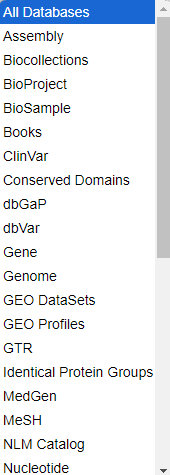 All Databases
Assembly
Biocollections
BioProject
BioSample
Books
ClinVar
Conserved Domains
dbGaP
dbVar
Gene
Genome
GEO DataSets
GEO Profiles
GTR
Identical Protein Groups
MedGen
MeSH
NLM Catalog
Nucleotide